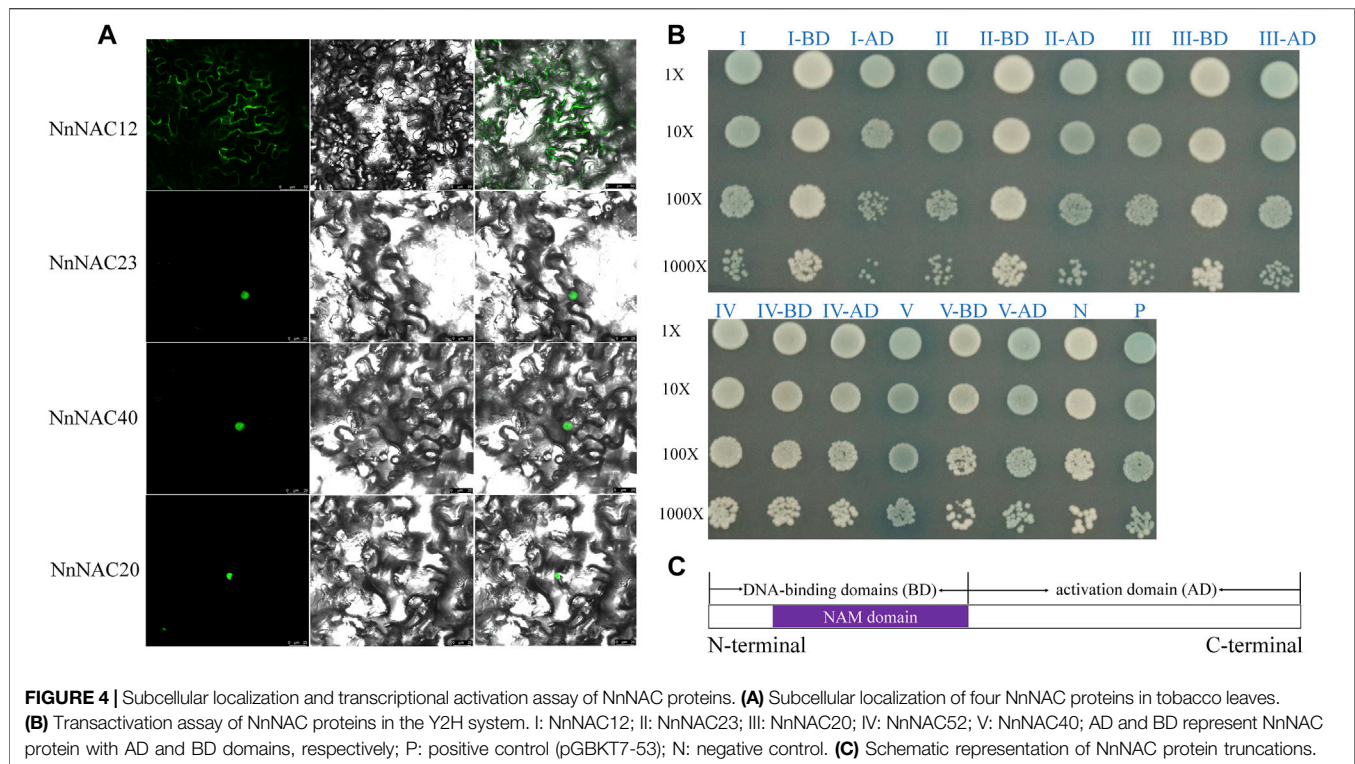 A
NnNAC12
NnNAC23
NnNAC40
NnNAC20
B
I I-BD I-AD II II-BD II-AD III III-BD III-AD
1X
10X
100X
1000X
IV IV-BD IV-AD V V-BD V-AD N P
1X
10X
100X
1000X
C
DNA-binding domains (BD) activation domain (AD)
NAM domain
N-terminal C-terminal
FIGURE 4 | Subcellular localization and transcriptional activation assay of NnNAC proteins. (A) Subcellular localization of four NnNAC proteins in tobacco leaves.
(B) Transactivation assay of NnNAC proteins in the Y2H system. I: NnNAC12; II: NnNAC23; III: NnNAC20; IV: NnNAC52; V: NnNAC40; AD and BD represent NnNAC
protein with AD and BD domains, respectively; P: positive control (pGBKT7-53); N: negative control. (C) Schematic representation of NnNAC protein truncations.